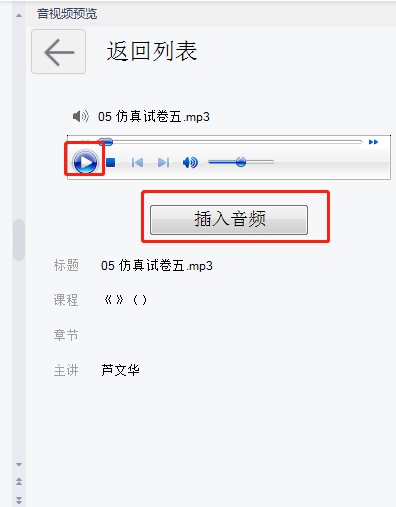 音视频预览
返回列表
05 仿真试卷五.mp3
插入音频
标题 05 仿真试卷五.mp3
课程 《》（）
章节
主讲 芦文华